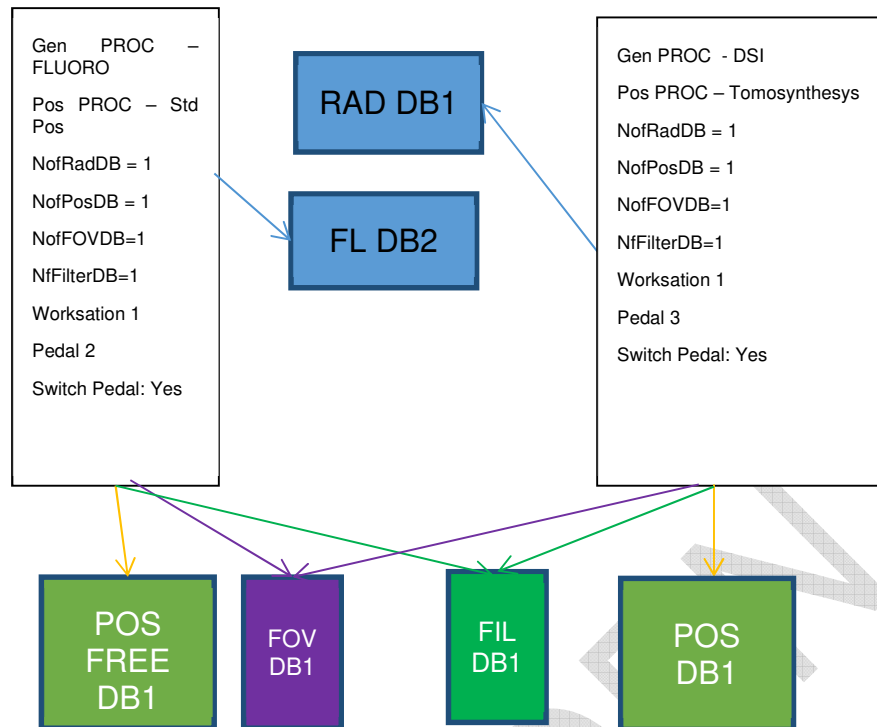 Gen PROC –
FLUORO
Pos PROC – Std
Pos
NofRadDB = 1
NofPosDB = 1
NofFOVDB=1
NfFilterDB=1
Worksation 1
Pedal 2
Switch Pedal: Yes
RAD DB1
FL DB2
Gen PROC - DSI
Pos PROC – Tomosynthesys
NofRadDB = 1
NofPosDB = 1
NofFOVDB=1
NfFilterDB=1
Worksation 1
Pedal 3
Switch Pedal: Yes
POS
FREE
DB1
FOV
DB1
FIL
DB1
POS
DB1